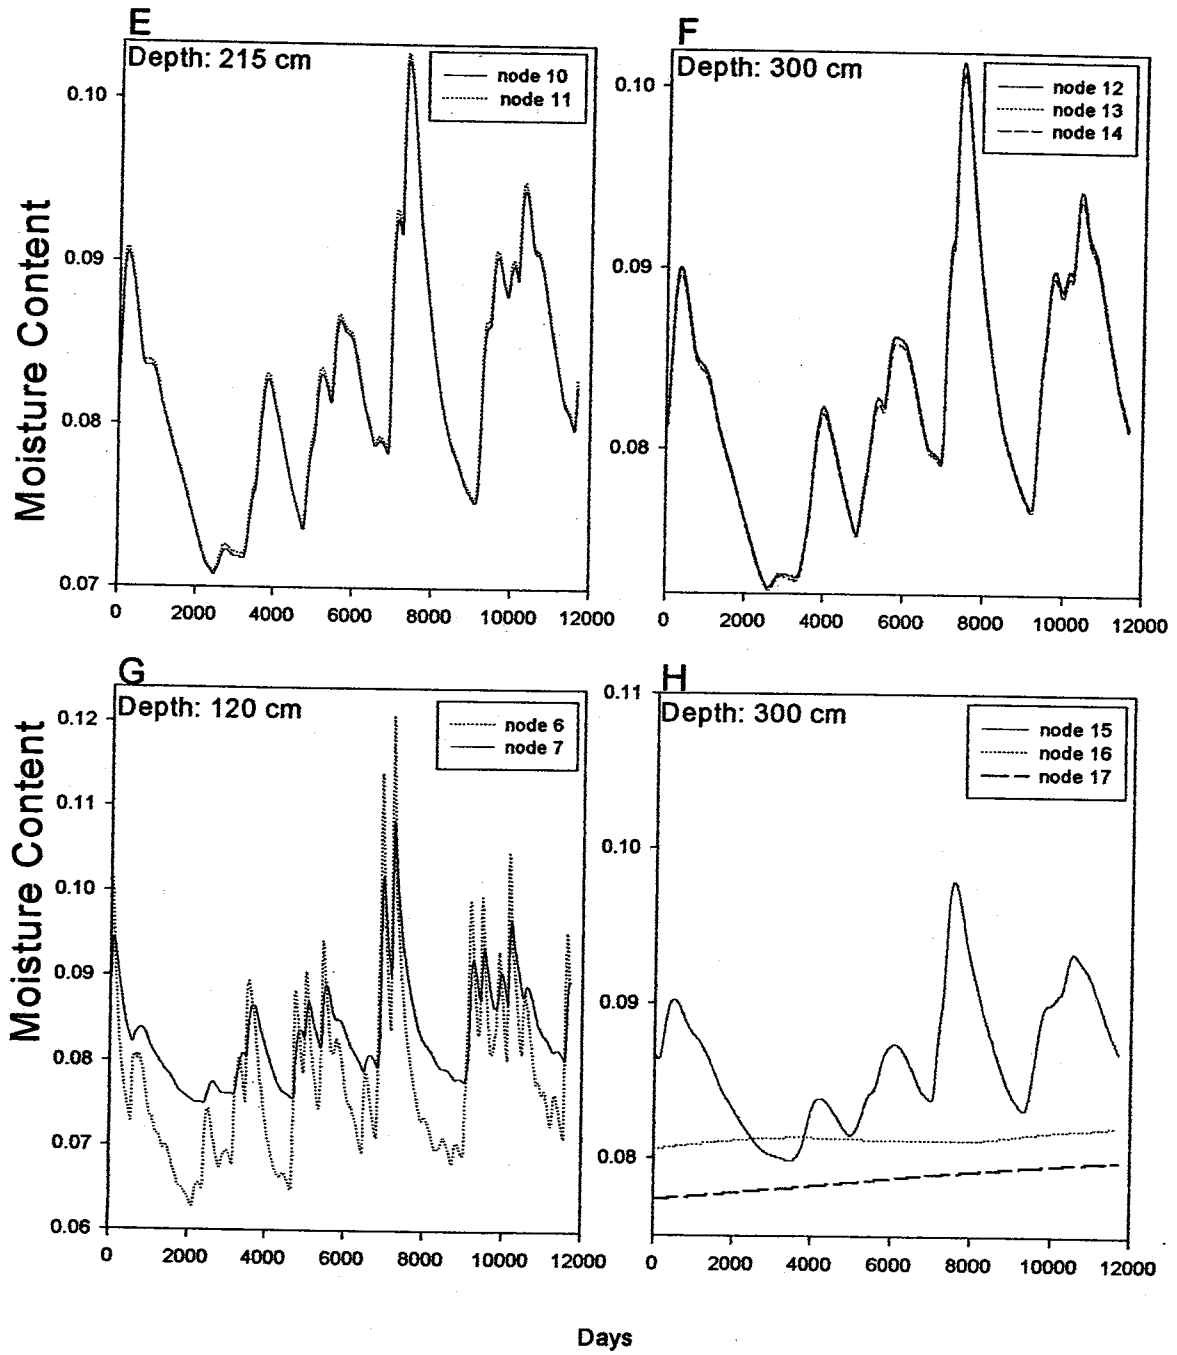 E
Depth: 215 cm
node 10
node 11
0.10
0.09
0.08
0.07
0
2000
4000
6000
8000
10000
12000
Moisture Content
F
Depth: 300 cm
node 12
node 13
node 14
0.10
0.09
0.08
0
2000
4000
6000
8000
10000
12000
G
Depth: 120 cm
node 6
node 7
0.12
0.11
0.10
0.09
0.08
0.07
0.06
0
2000
4000
6000
8000
10000
12000
Moisture Content
H
Depth: 300 cm
node 15
node 16
node 17
0.11
0.10
0.09
0.08
0
2000
4000
6000
8000
10000
12000
Days